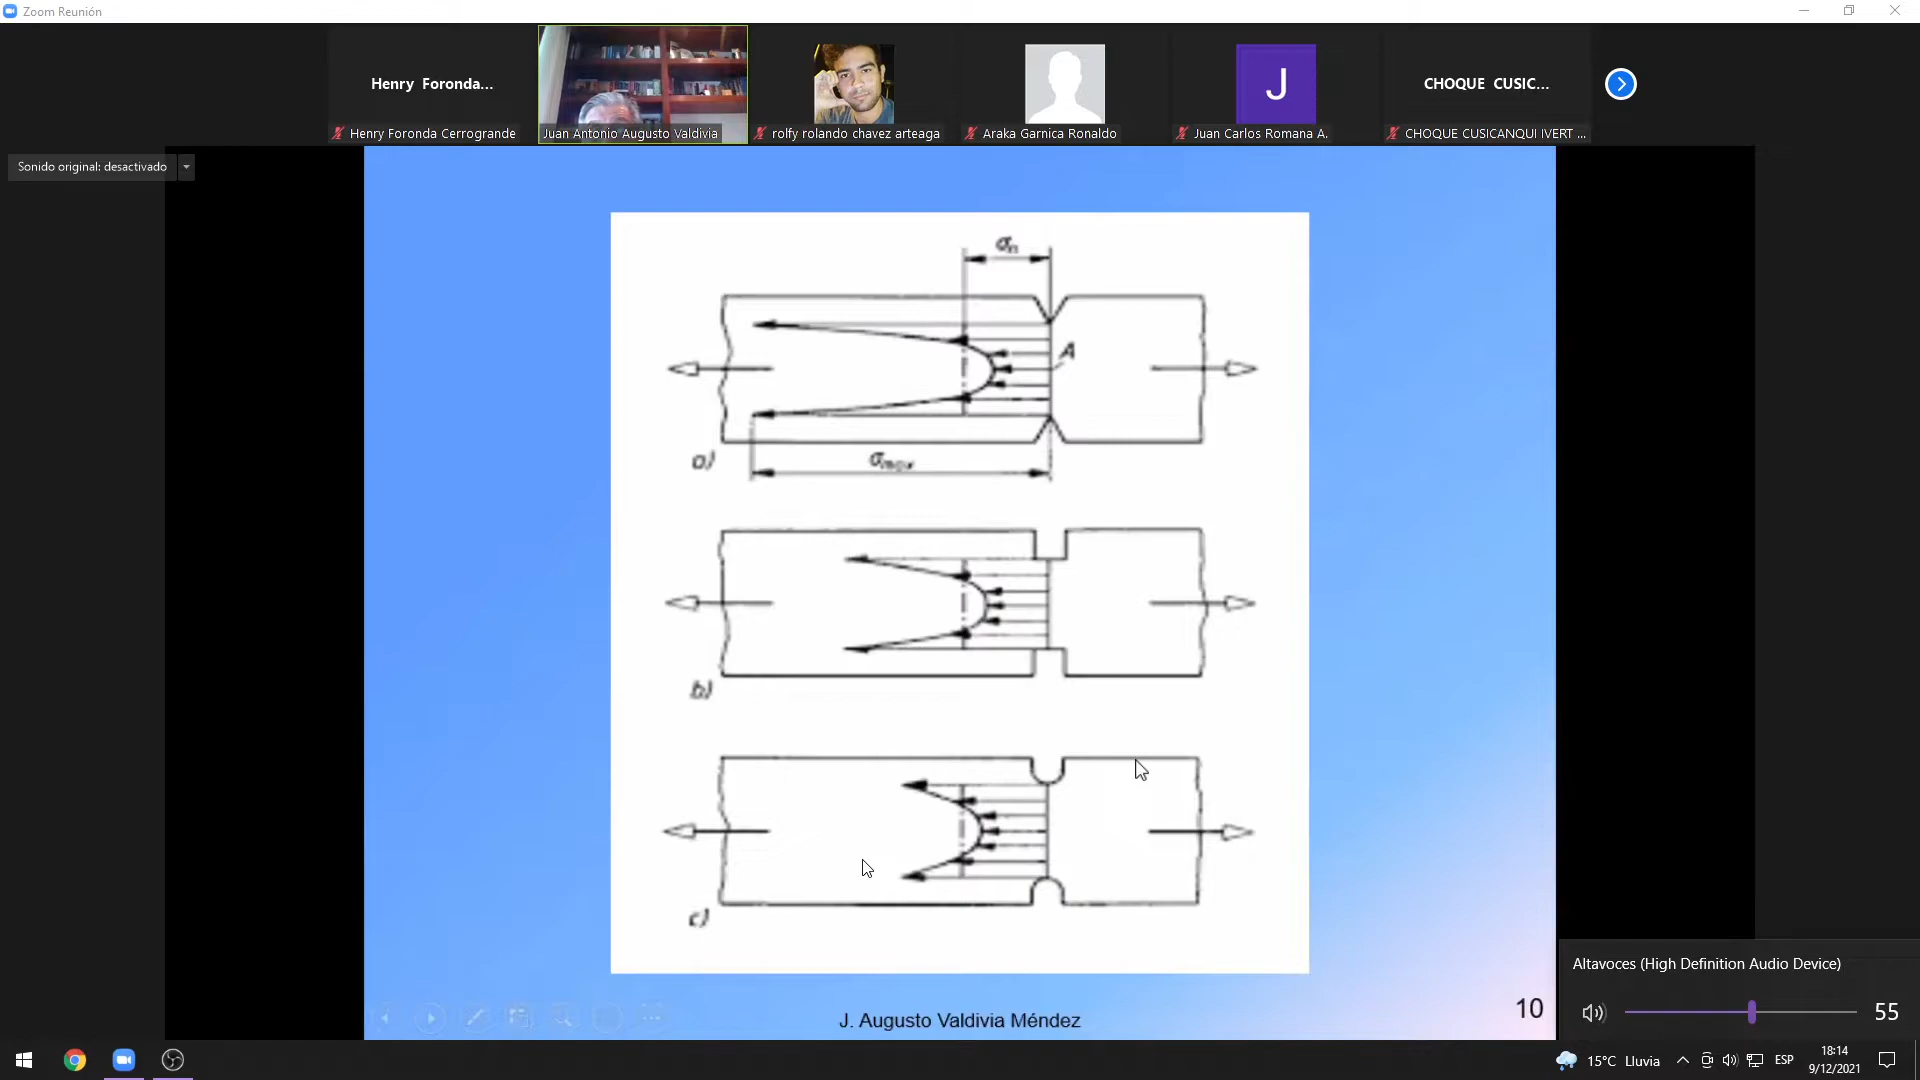 Zoom Reunión
Henry Foronda...
CHOQUE CUSIC...
J
Henry Foronda Cerrogrande
Juan Antonio Augusto Valdivia
rolfy rolando chavez arteaga
Araka Garnica Ronaldo
Juan Carlos Romana A.
CHOQUE CUSICANQUI IVERT ...
Sonido original: desactivado
σn
A
a)
σmax
b)
c)
J. Augusto Valdivia Méndez
10
Altavoces (High Definition Audio Device)
55
15°C Lluvia
ESP
18:14
9/12/2021